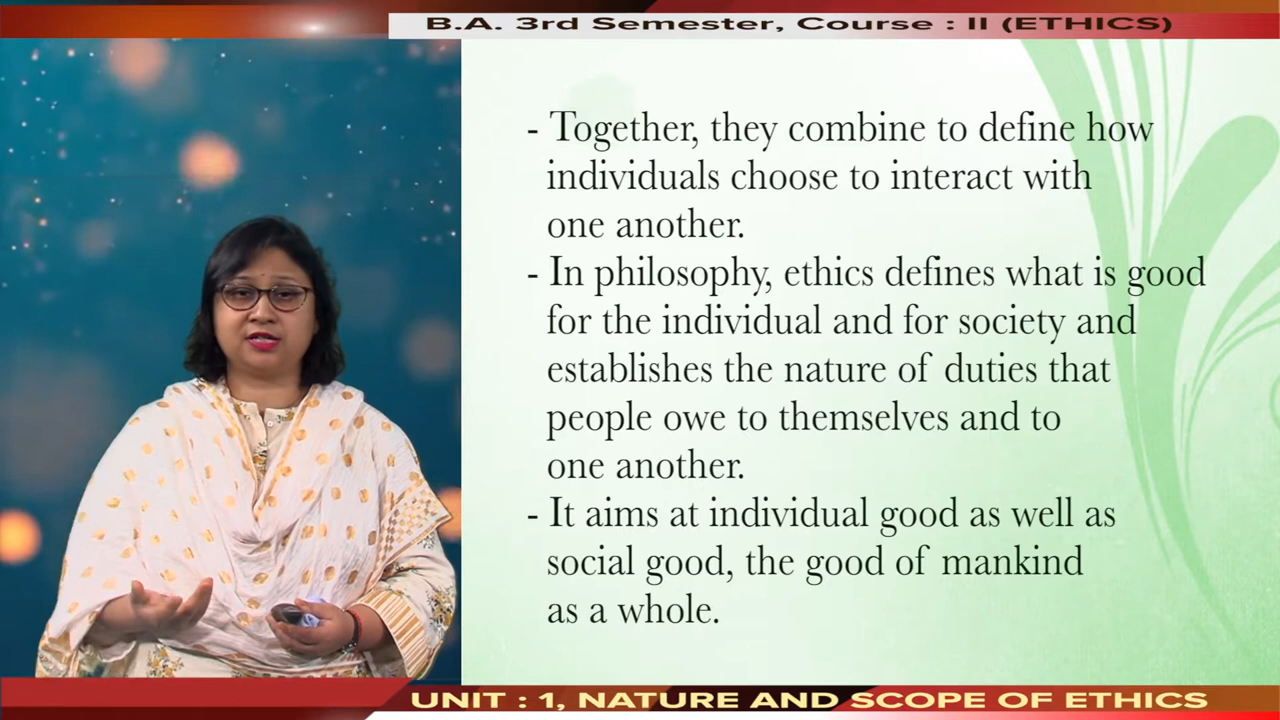 B.A. 3rd Semester, Course : II (ETHICS)
- Together, they combine to define how
individuals choose to interact with
one another.
- In philosophy, ethics defines what is good
for the individual and for society and
establishes the nature of duties that
people owe to themselves and to
one another.
- It aims at individual good as well as
social good, the good of mankind
as a whole.
UNIT : 1, NATURE AND SCOPE OF ETHICS